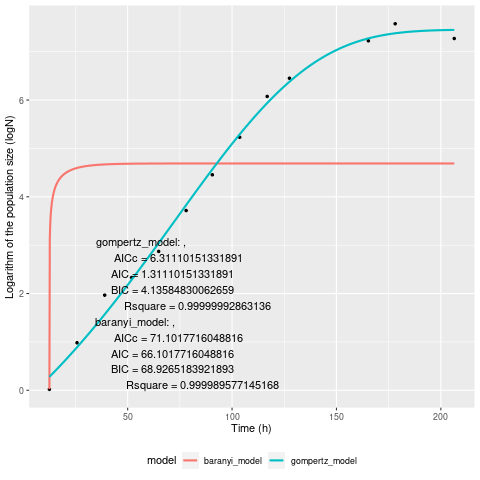 6
4
2
0
Logarithm of the population size (logN)
gompertz_model: ,
AICc = 6.31110151331891
AIC = 1.31110151331891
BIC = 4.13584830062659
Rsquare = 0.99999992863136
baranyi_model: ,
AICc = 71.1017716048816
AIC = 66.1017716048816
BIC = 68.9265183921893
Rsquare = 0.999989577145168
50 100 150 200
Time (h)
model baranyi_model gompertz_model